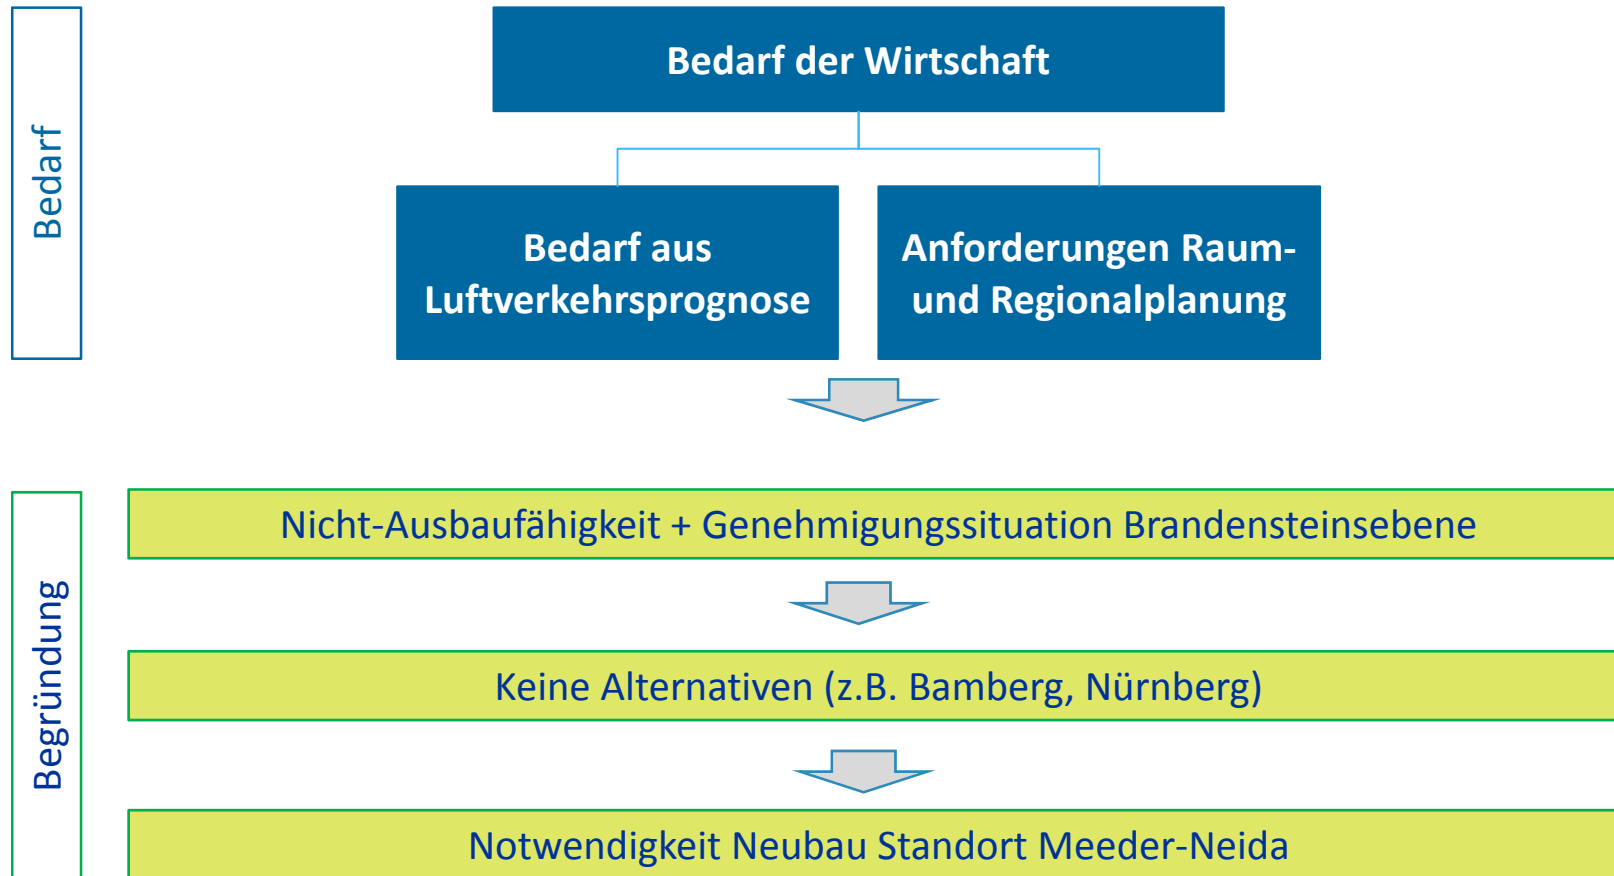 Bedarf
Bedarf der Wirtschaft
Bedarf aus
Luftverkehrsprognose
Anforderungen Raum-
und Regionalplanung
Begründung
Nicht-Ausbaufähigkeit + Genehmigungssituation Brandensteinsebene
Keine Alternativen (z.B. Bamberg, Nürnberg)
Notwendigkeit Neubau Standort Meeder-Neida